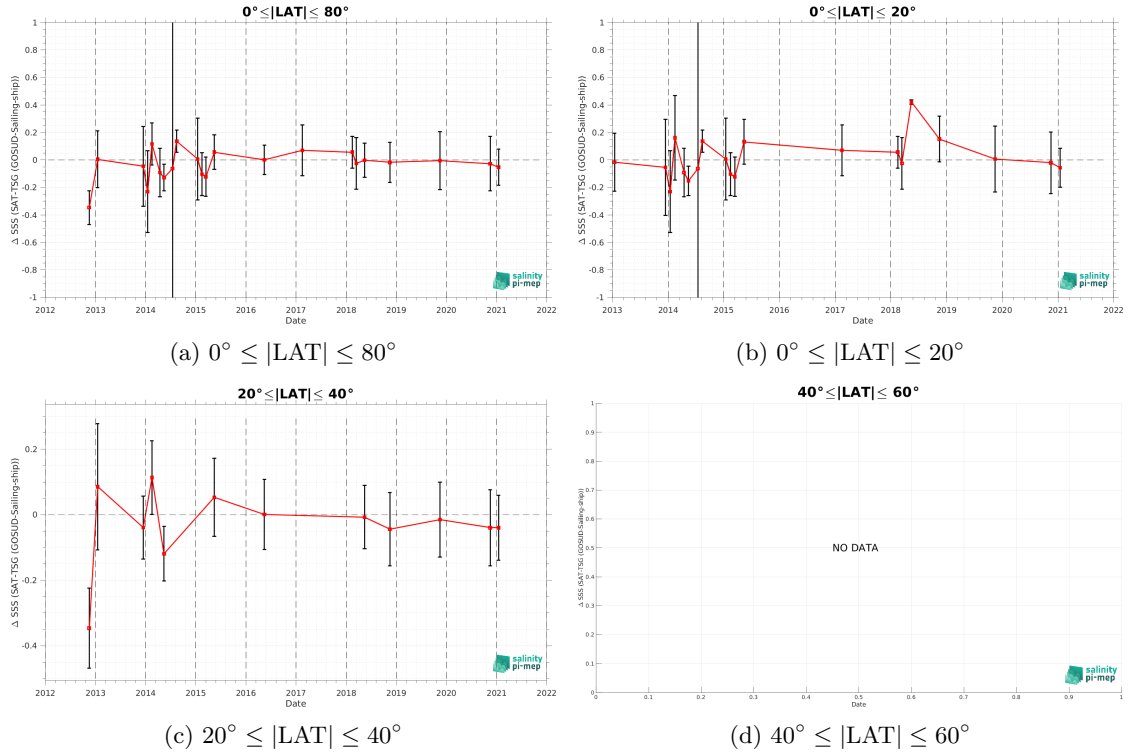 0°≤|LAT|≤ 80°
Δ SSS (SAT-TSG (GOSUD-Sailing-ship))
1
0.8
0.6
0.4
0.2
0
-0.2
-0.4
-0.6
-0.8
-1
2012 2013 2014 2015 2016 2017 2018 2019 2020 2021 2022
Date
salinity
pi-mep
(a) 0° ≤ |LAT| ≤ 80°
0°≤|LAT|≤ 20°
Δ SSS (SAT-TSG (GOSUD-Sailing-ship))
1
0.8
0.6
0.4
0.2
0
-0.2
-0.4
-0.6
-0.8
-1
2013 2014 2015 2016 2017 2018 2019 2020 2021 2022
Date
salinity
pi-mep
(b) 0° ≤ |LAT| ≤ 20°
20°≤|LAT|≤ 40°
Δ SSS (SAT-TSG (GOSUD-Sailing-ship))
0.2
0
-0.2
-0.4
2012 2013 2014 2015 2016 2017 2018 2019 2020 2021 2022
Date
salinity
pi-mep
(c) 20° ≤ |LAT| ≤ 40°
40°≤|LAT|≤ 60°
Δ SSS (SAT-TSG (GOSUD-Sailing-ship))
1
0.9
0.8
0.7
0.6
0.5
0.4
0.3
0.2
0.1
0
NO DATA
0 0.1 0.2 0.3 0.4 0.5 0.6 0.7 0.8 0.9 1
Date
salinity
pi-mep
(d) 40° ≤ |LAT| ≤ 60°